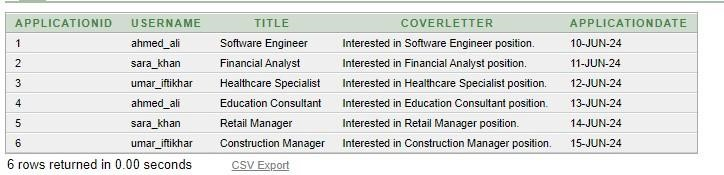 APPLICATIONID USERNAME TITLE COVERLETTER APPLICATIONDATE
1 ahmed_ali Software Engineer Interested in Software Engineer position. 10-JUN-24
2 sara_khan Financial Analyst Interested in Financial Analyst position. 11-JUN-24
3 umar_iftikhar Healthcare Specialist Interested in Healthcare Specialist position. 12-JUN-24
4 ahmed_ali Education Consultant Interested in Education Consultant position. 13-JUN-24
5 sara_khan Retail Manager Interested in Retail Manager position. 14-JUN-24
6 umar_iftikhar Construction Manager Interested in Construction Manager position. 15-JUN-24
6 rows returned in 0.00 seconds CSV Export